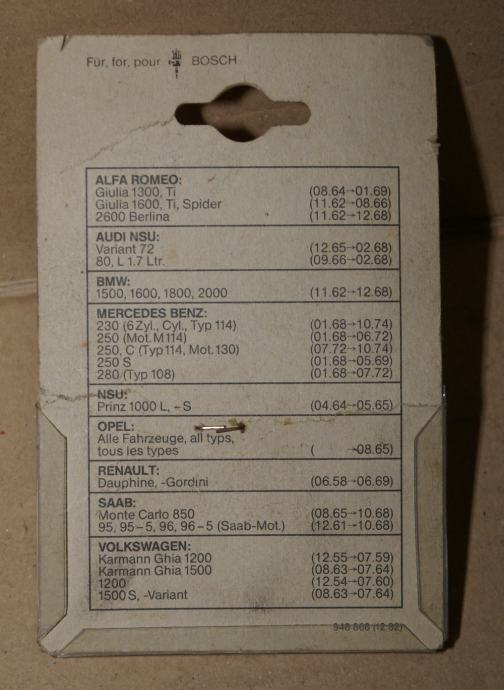 Für, for, pour BOSCH
ALFA ROMEO:
Giulia 1300, Ti (08.64→01.69)
Giulia 1600, Ti, Spider (11.62→08.66)
2600 Berlina (11.62→12.68)
AUDI NSU:
Variant 72 (12.65→02.68)
80, L 1.7 Ltr. (09.66→02.68)
BMW:
1500, 1600, 1800, 2000 (11.62→12.68)
MERCEDES BENZ:
230 (6 Zyl., Cyl., Typ 114) (01.68→10.74)
250 (Mot. M 114) (01.68→06.72)
250, C (Typ 114, Mot. 130) (07.72→10.74)
250 S (01.68→05.69)
280 (Typ 108) (01.68→07.72)
NSU:
Prinz 1000 L, –S (04.64→05.65)
OPEL:
Alle Fahrzeuge, all typs,
tous les types ( →08.65)
RENAULT:
Dauphine, -Gordini (06.58→06.69)
SAAB:
Monte Carlo 850 (08.65→10.68)
95, 95–5, 96, 96–5 (Saab-Mot.) (12.61→10.68)
VOLKSWAGEN:
Karmann Ghia 1200 (12.55→07.59)
Karmann Ghia 1500 (08.63→07.64)
1200 (12.54→07.60)
1500 S, -Variant (08.63→07.64)
948 866 (12.82)